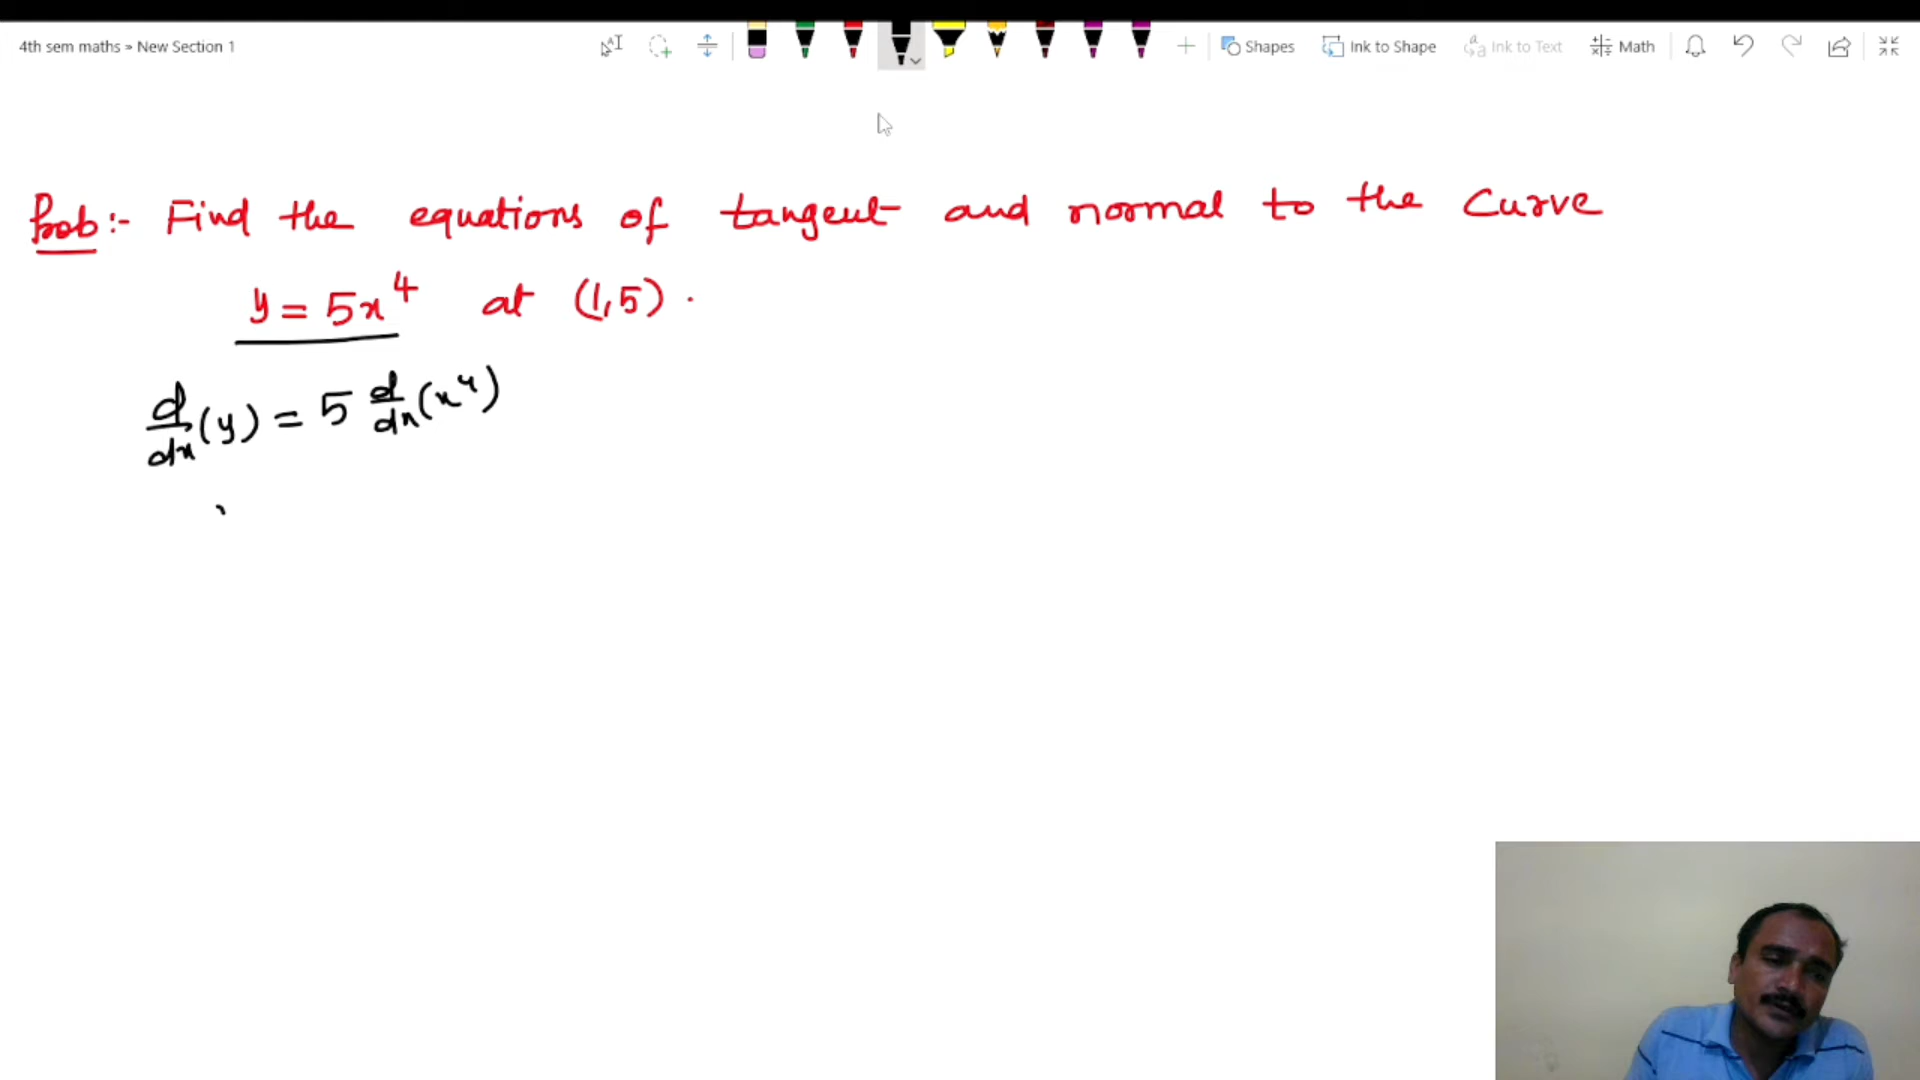 4th sem maths » New Section 1
Shapes Ink to Shape Ink to Text Math
Prob:- Find the equations of tangent and normal to the Curve
y = 5x⁴ at (1,5).
d/dx (y) = 5 d/dx (x⁴)